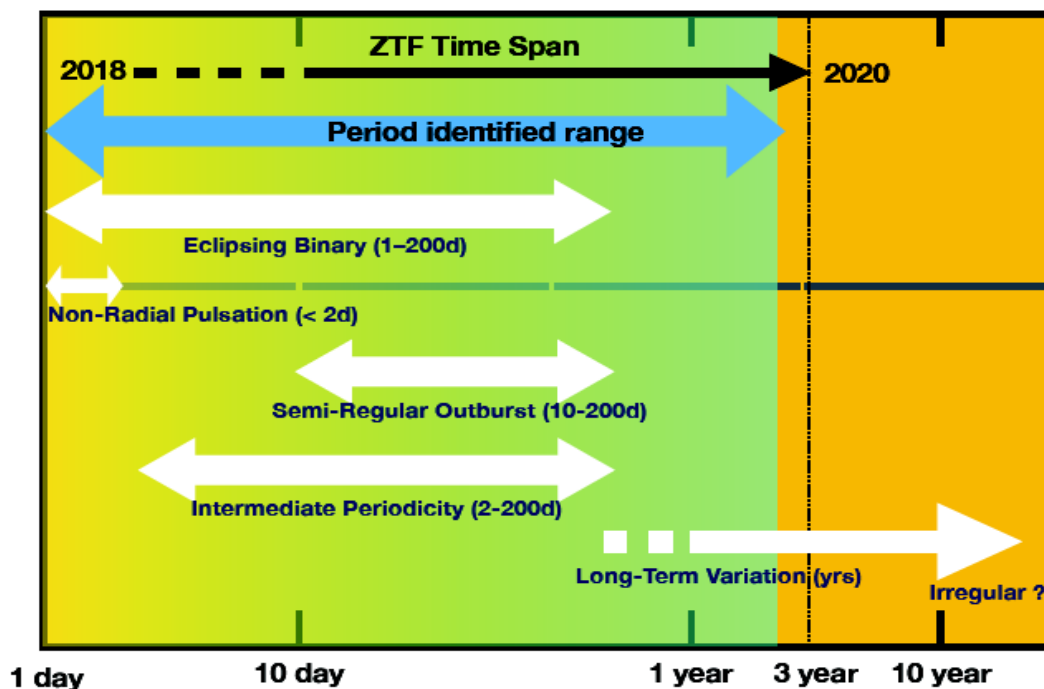 ZTF Time Span
2018
2020
Period identified range
Eclipsing Binary (1–200d)
Non-Radial Pulsation (< 2d)
Semi-Regular Outburst (10-200d)
Intermediate Periodicity (2-200d)
Long-Term Variation (yrs)
Irregular ?
1 day 10 day 1 year 3 year 10 year